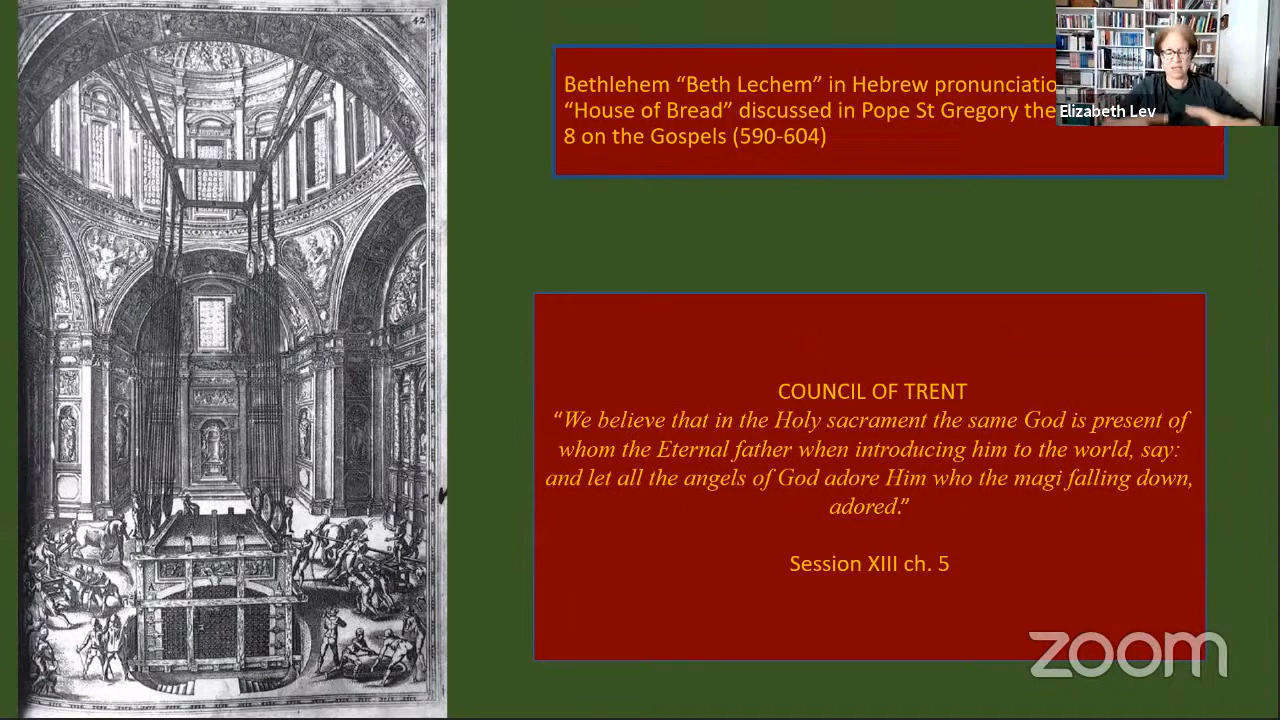 42
Bethlehem “Beth Lechem” in Hebrew pronunciatio
“House of Bread” discussed in Pope St Gregory the
8 on the Gospels (590-604)
Elizabeth Lev
COUNCIL OF TRENT
“We believe that in the Holy sacrament the same God is present of
whom the Eternal father when introducing him to the world, say:
and let all the angels of God adore Him who the magi falling down,
adored.”
Session XIII ch. 5
zoom